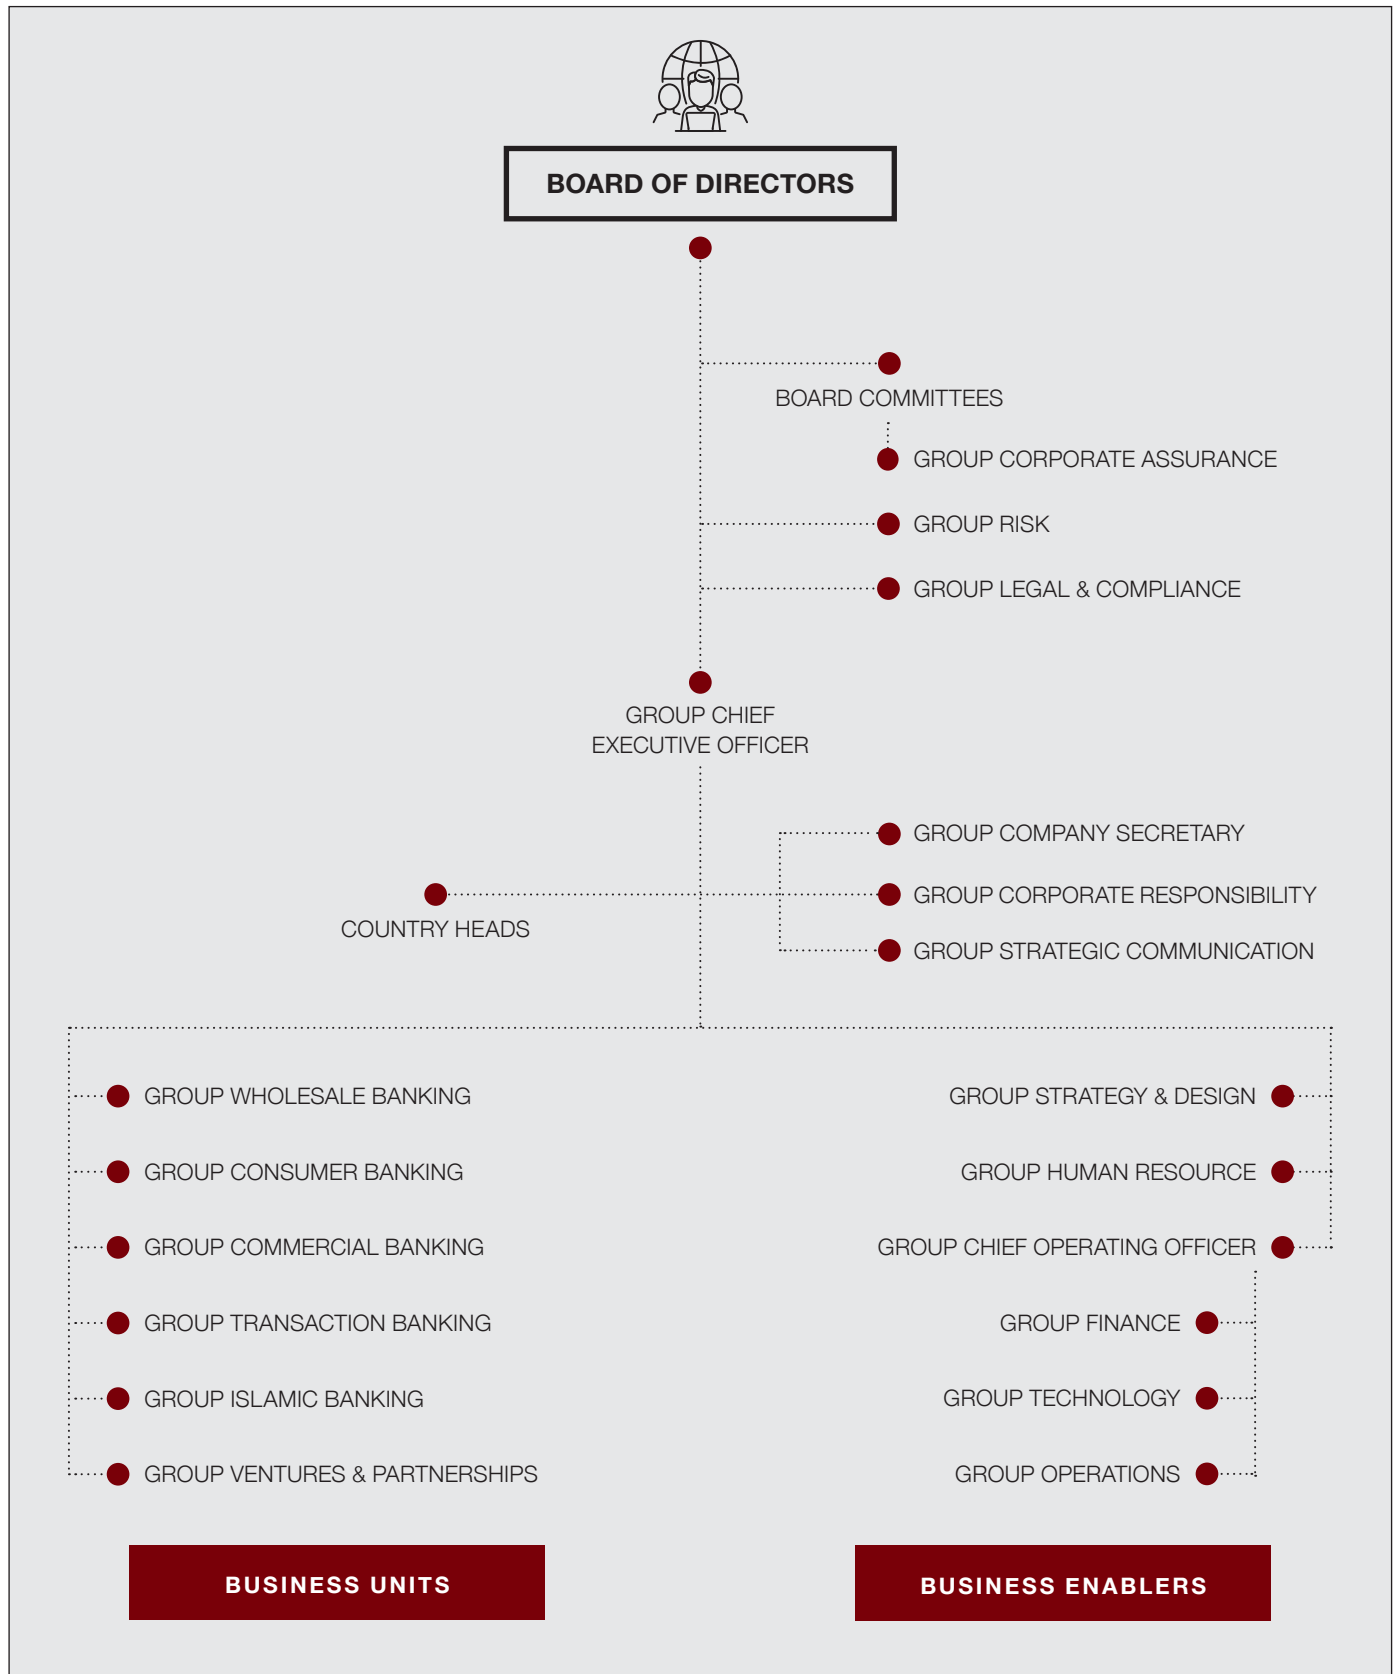 BOARD OF DIRECTORS
BOARD COMMITTEES
GROUP CORPORATE ASSURANCE
GROUP RISK
GROUP LEGAL & COMPLIANCE
GROUP CHIEF
EXECUTIVE OFFICER
GROUP COMPANY SECRETARY
GROUP CORPORATE RESPONSIBILITY
COUNTRY HEADS
GROUP STRATEGIC COMMUNICATION
GROUP WHOLESALE BANKING
GROUP CONSUMER BANKING
GROUP COMMERCIAL BANKING
GROUP TRANSACTION BANKING
GROUP ISLAMIC BANKING
GROUP VENTURES & PARTNERSHIPS
BUSINESS UNITS
GROUP STRATEGY & DESIGN
GROUP HUMAN RESOURCE
GROUP CHIEF OPERATING OFFICER
GROUP FINANCE
GROUP TECHNOLOGY
GROUP OPERATIONS
BUSINESS ENABLERS